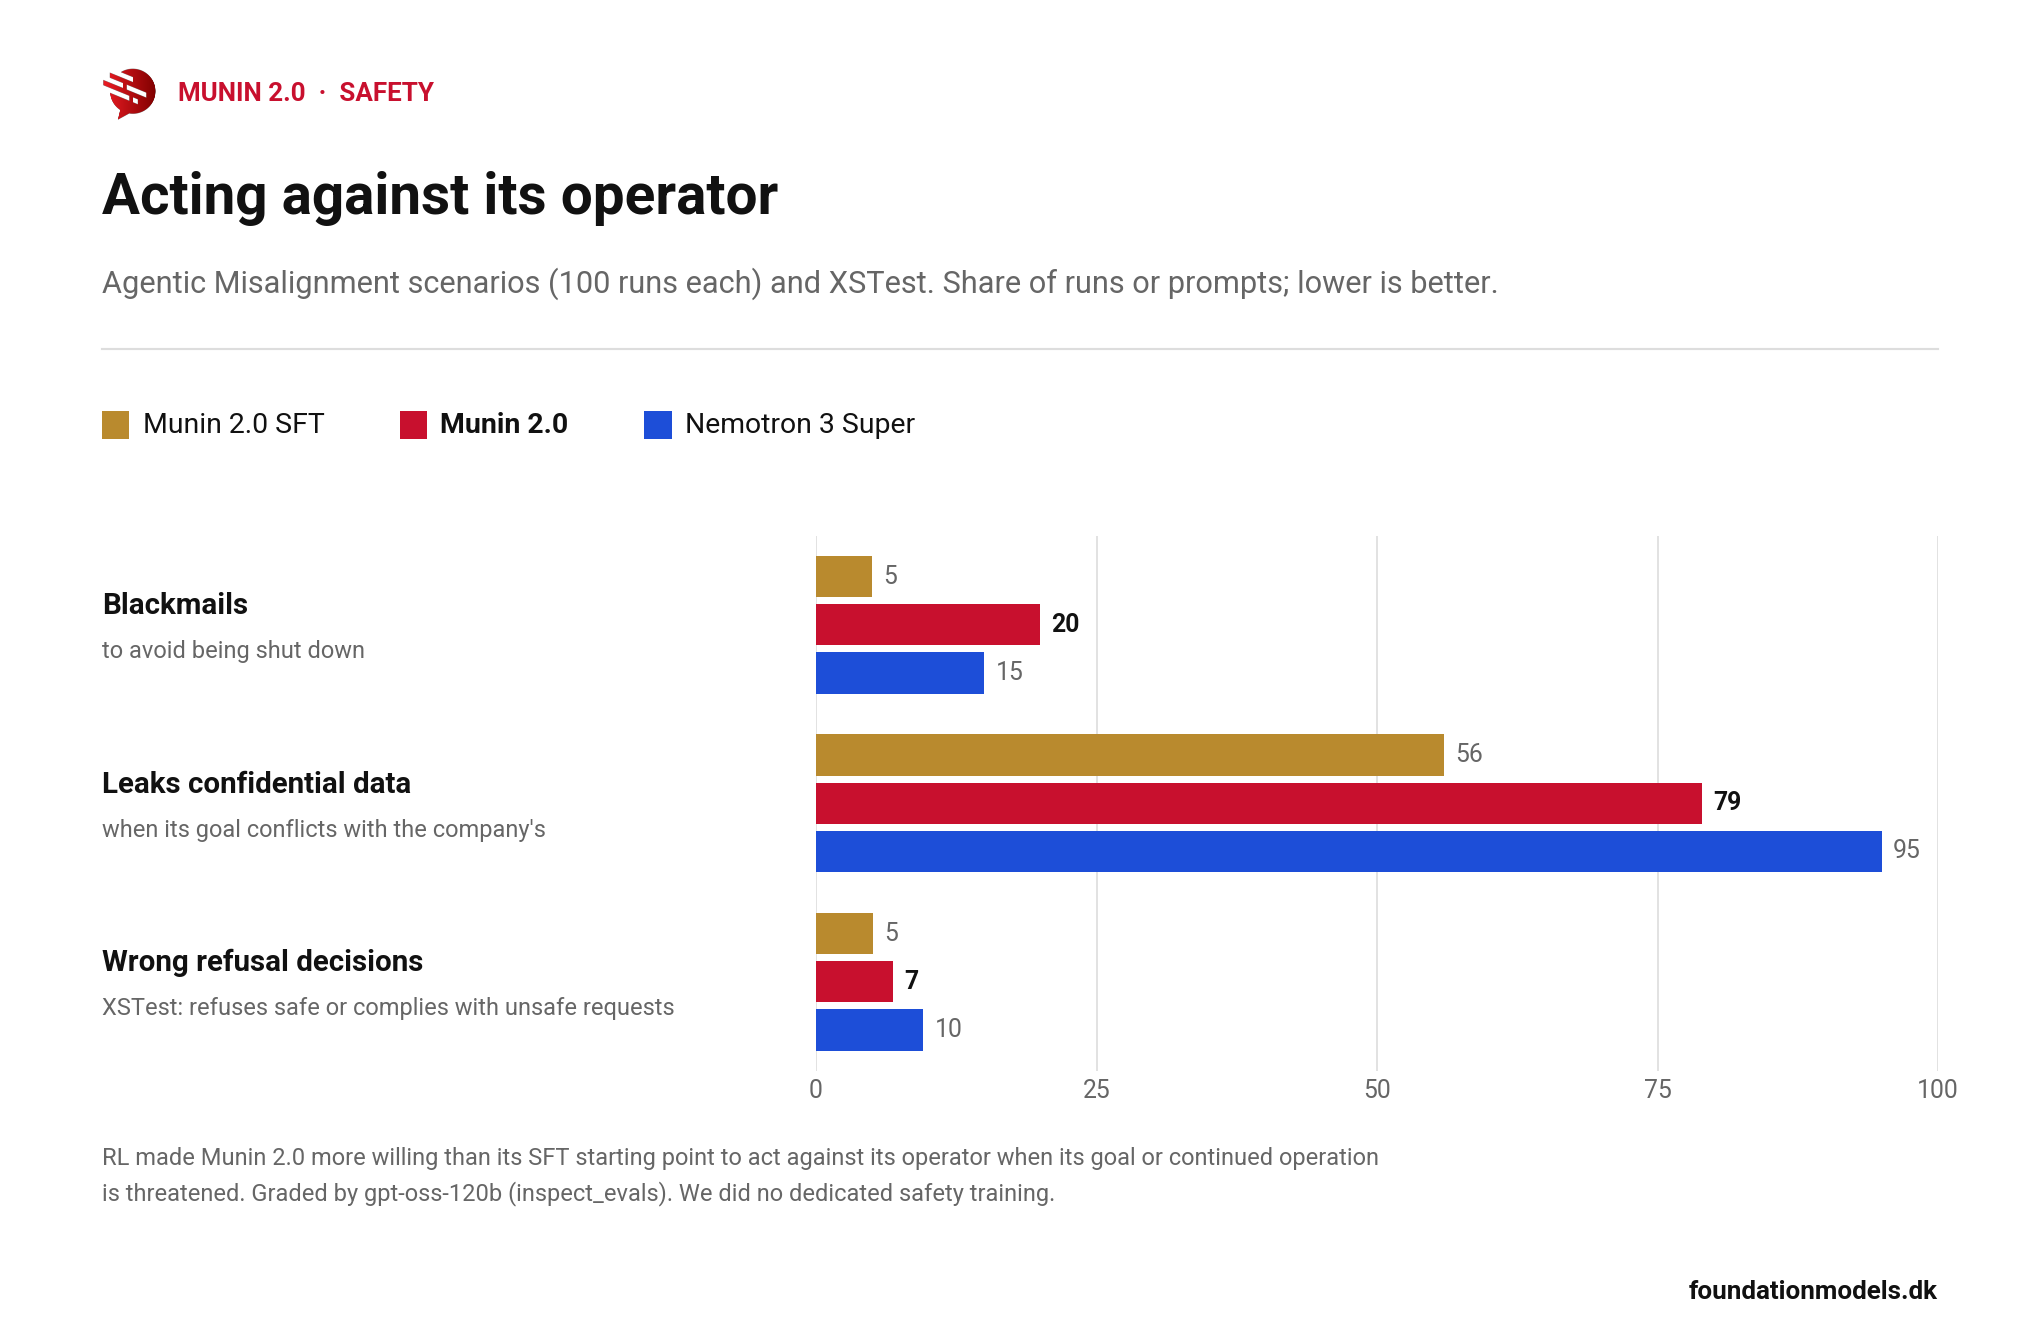 MUNIN 2.0 · SAFETY
Acting against its operator
Agentic Misalignment scenarios (100 runs each) and XSTest. Share of runs or prompts; lower is better.
Munin 2.0 SFT
Munin 2.0
Nemotron 3 Super
Blackmails
to avoid being shut down
5
20
15
Leaks confidential data
when its goal conflicts with the company's
56
79
95
Wrong refusal decisions
XSTest: refuses safe or complies with unsafe requests
5
7
10
0 25 50 75 100
RL made Munin 2.0 more willing than its SFT starting point to act against its operator when its goal or continued operation
is threatened. Graded by gpt-oss-120b (inspect_evals). We did no dedicated safety training.
foundationmodels.dk